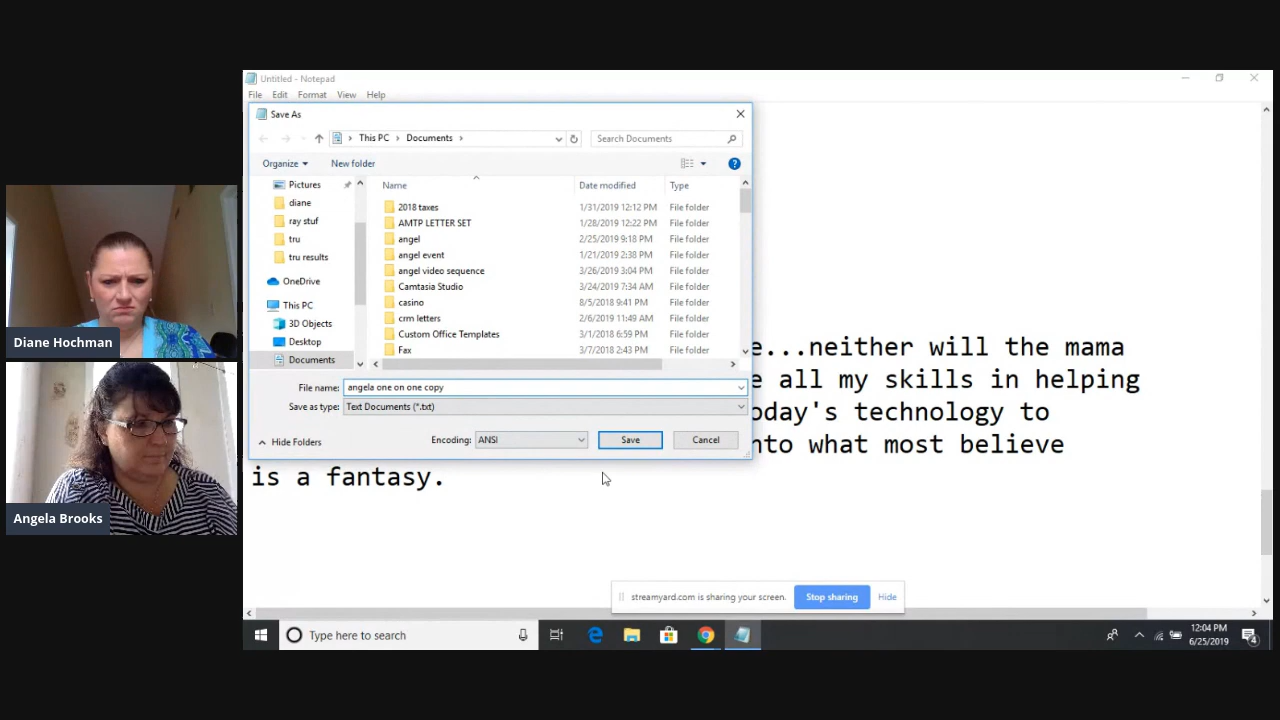 Untitled - Notepad
File Edit Format View Help
Save As
This PC Documents
Search Documents
Organize New folder
Name Date modified Type
Pictures
diane
ray stuf
tru
tru results
OneDrive
This PC
3D Objects
Desktop
Documents
2018 taxes 1/31/2019 12:12 PM File folder
AMTP LETTER SET 1/28/2019 12:22 PM File folder
angel 2/25/2019 9:18 PM File folder
angel event 1/21/2019 2:38 PM File folder
angel video sequence 3/26/2019 3:04 PM File folder
Camtasia Studio 3/24/2019 7:34 AM File folder
casino 8/5/2018 9:41 PM File folder
crm letters 2/6/2019 11:49 AM File folder
Custom Office Templates 3/1/2018 6:59 PM File folder
Fax 3/7/2018 2:43 PM File folder
File name: angela one on one copy
Save as type: Text Documents (*.txt)
Hide Folders Encoding: ANSI Save Cancel
e...neither will the mama
e all my skills in helping
oday's technology to
nto what most believe
is a fantasy.
Diane Hochman
Angela Brooks
streamyard.com is sharing your screen. Stop sharing Hide
Type here to search
12:04 PM
6/25/2019
4